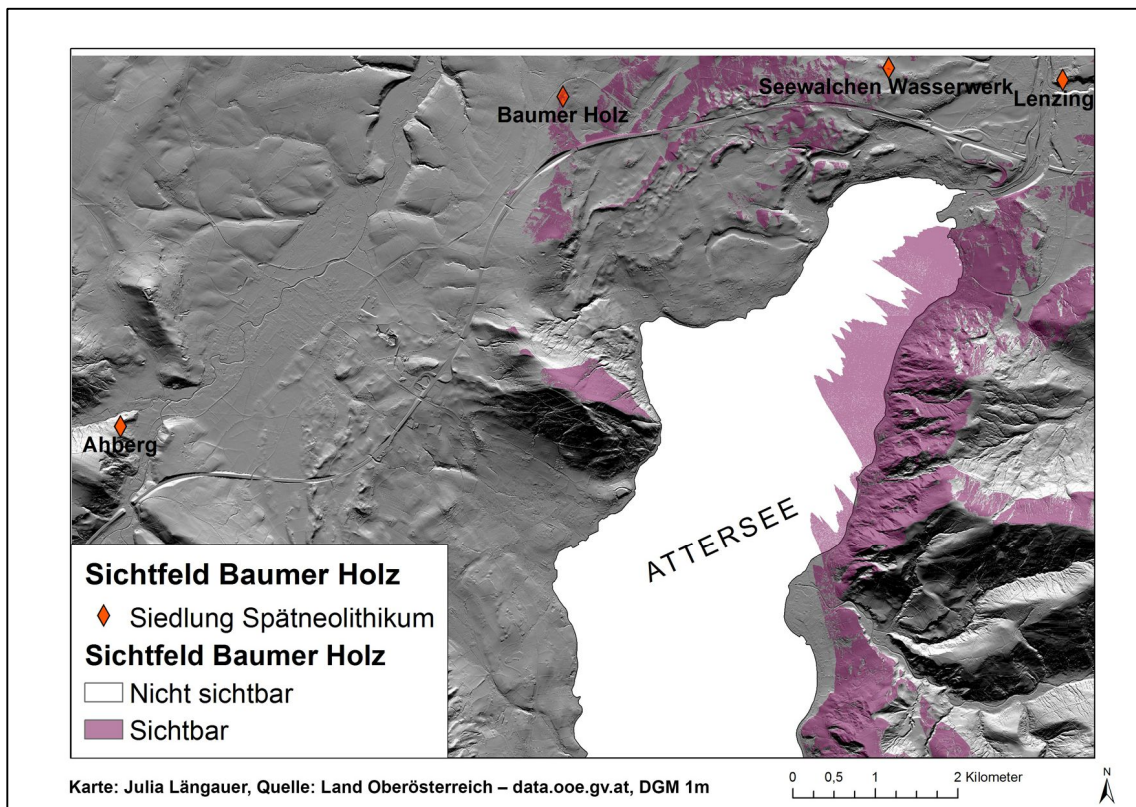 Seewalchen Wasserwerk
Baumer Holz
Lenzing
Ahberg
ATTERSEE
Sichtfeld Baumer Holz
Siedlung Spätneolithikum
Sichtfeld Baumer Holz
Nicht sichtbar
Sichtbar
Karte: Julia Längauer, Quelle: Land Oberösterreich – data.ooe.gv.at, DGM 1m
0 0,5 1 2 Kilometer
N